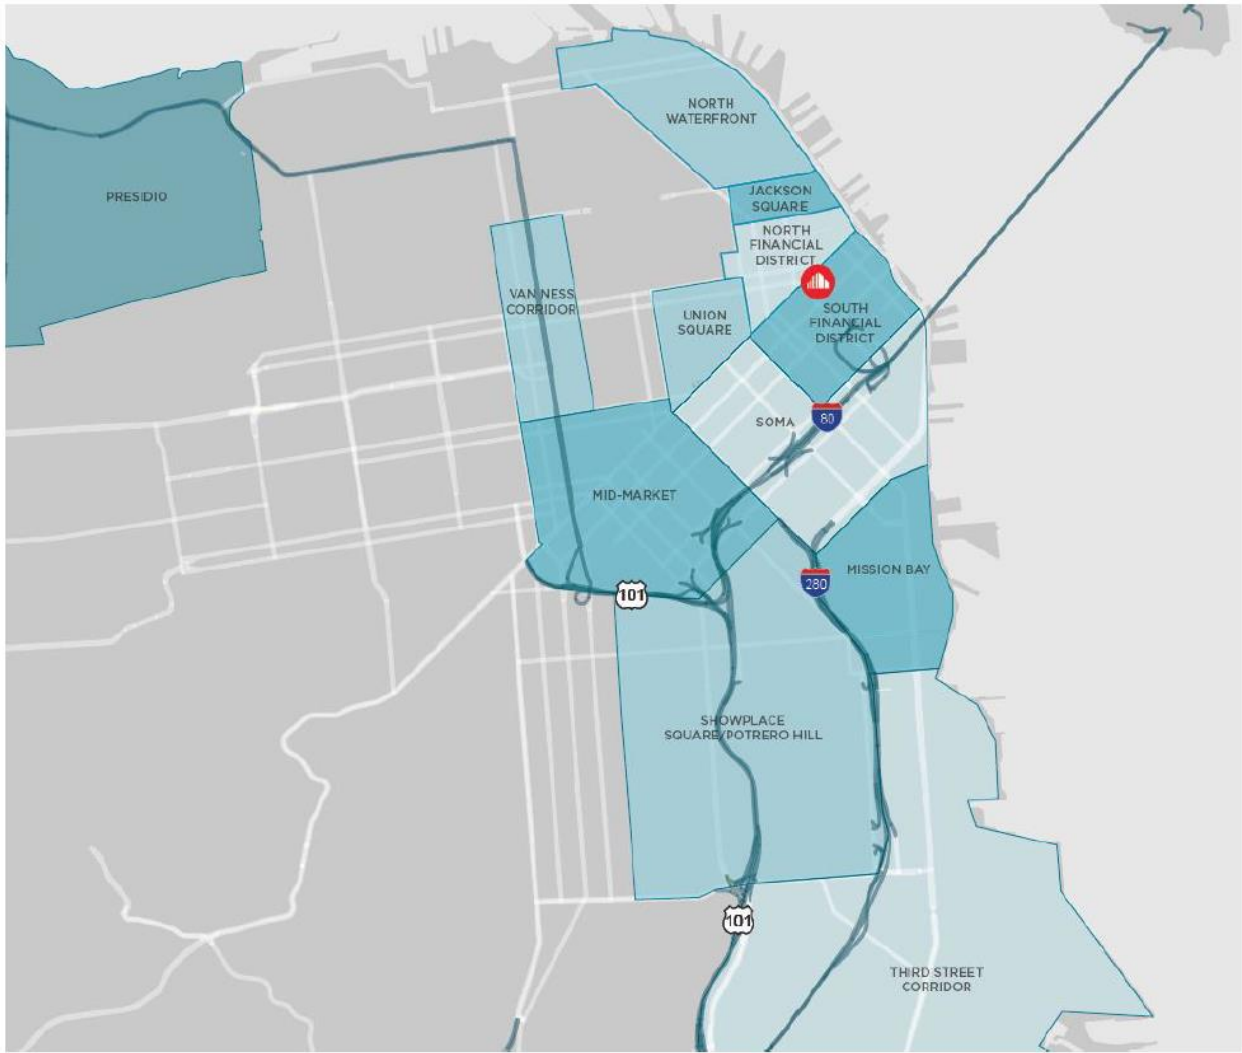 NORTH
WATERFRONT
PRESIDIO
JACKSON
SQUARE
NORTH
FINANCIAL
DISTRICT
VAN NESS
CORRIDOR
UNION
SQUARE
SOUTH
FINANCIAL
DISTRICT
SOMA
80
MID-MARKET
MISSION BAY
280
101
SHOWPLACE
SQUARE/POTRERO HILL
101
THIRD STREET
CORRIDOR